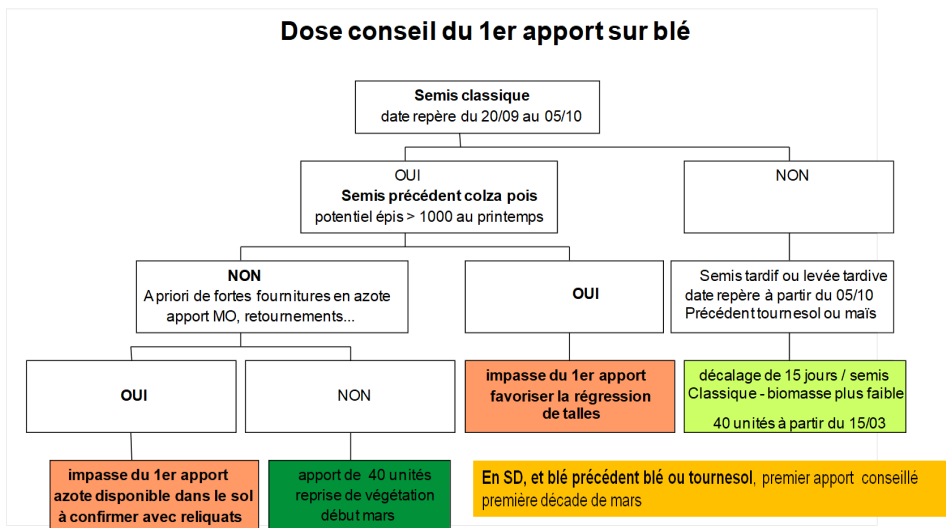 Dose conseil du 1er apport sur blé
Semis classique
date repère du 20/09 au 05/10
OUI
Semis précédent colza pois
potentiel épis > 1000 au printemps
NON
NON
A priori de fortes fournitures en azote
apport MO, retournements...
OUI
Semis tardif ou levée tardive
date repère à partir du 05/10
Précédent tournesol ou maïs
OUI
NON
impasse du 1er apport
favoriser la régression
de talles
décalage de 15 jours / semis
Classique - biomasse plus faible
40 unités à partir du 15/03
impasse du 1er apport
azote disponible dans le sol
à confirmer avec reliquats
apport de 40 unités
reprise de végétation
début mars
En SD, et blé précédent blé ou tournesol, premier apport conseillé
première décade de mars